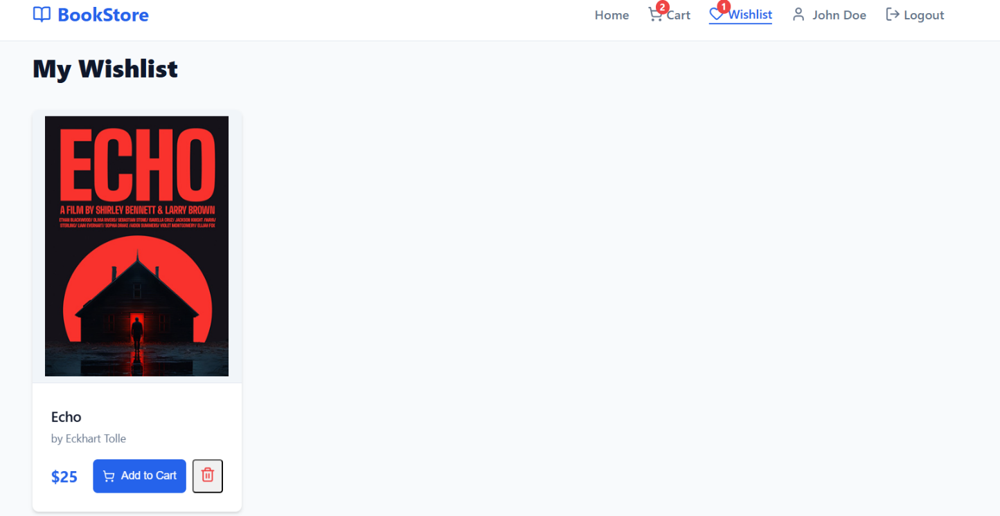 BookStore
Home 2 Cart 1 Wishlist John Doe Logout
My Wishlist
ECHO
A FILM BY SHIRLEY BENNETT & LARRY BROWN
ETHAN BLACKWOOD/ OLIVIA RIVERS/ SEBASTIAN STONE/ ISABELLA CRUZ/ JACKSON KNIGHT /MAYA/
STERLING/ LIAM EVERHART/ SOPHIA DRAKE /AIDEN SUMMERS/ VIOLET MONTGOMERY/ ELIJAH FOX
Echo
by Eckhart Tolle
$25 Add to Cart